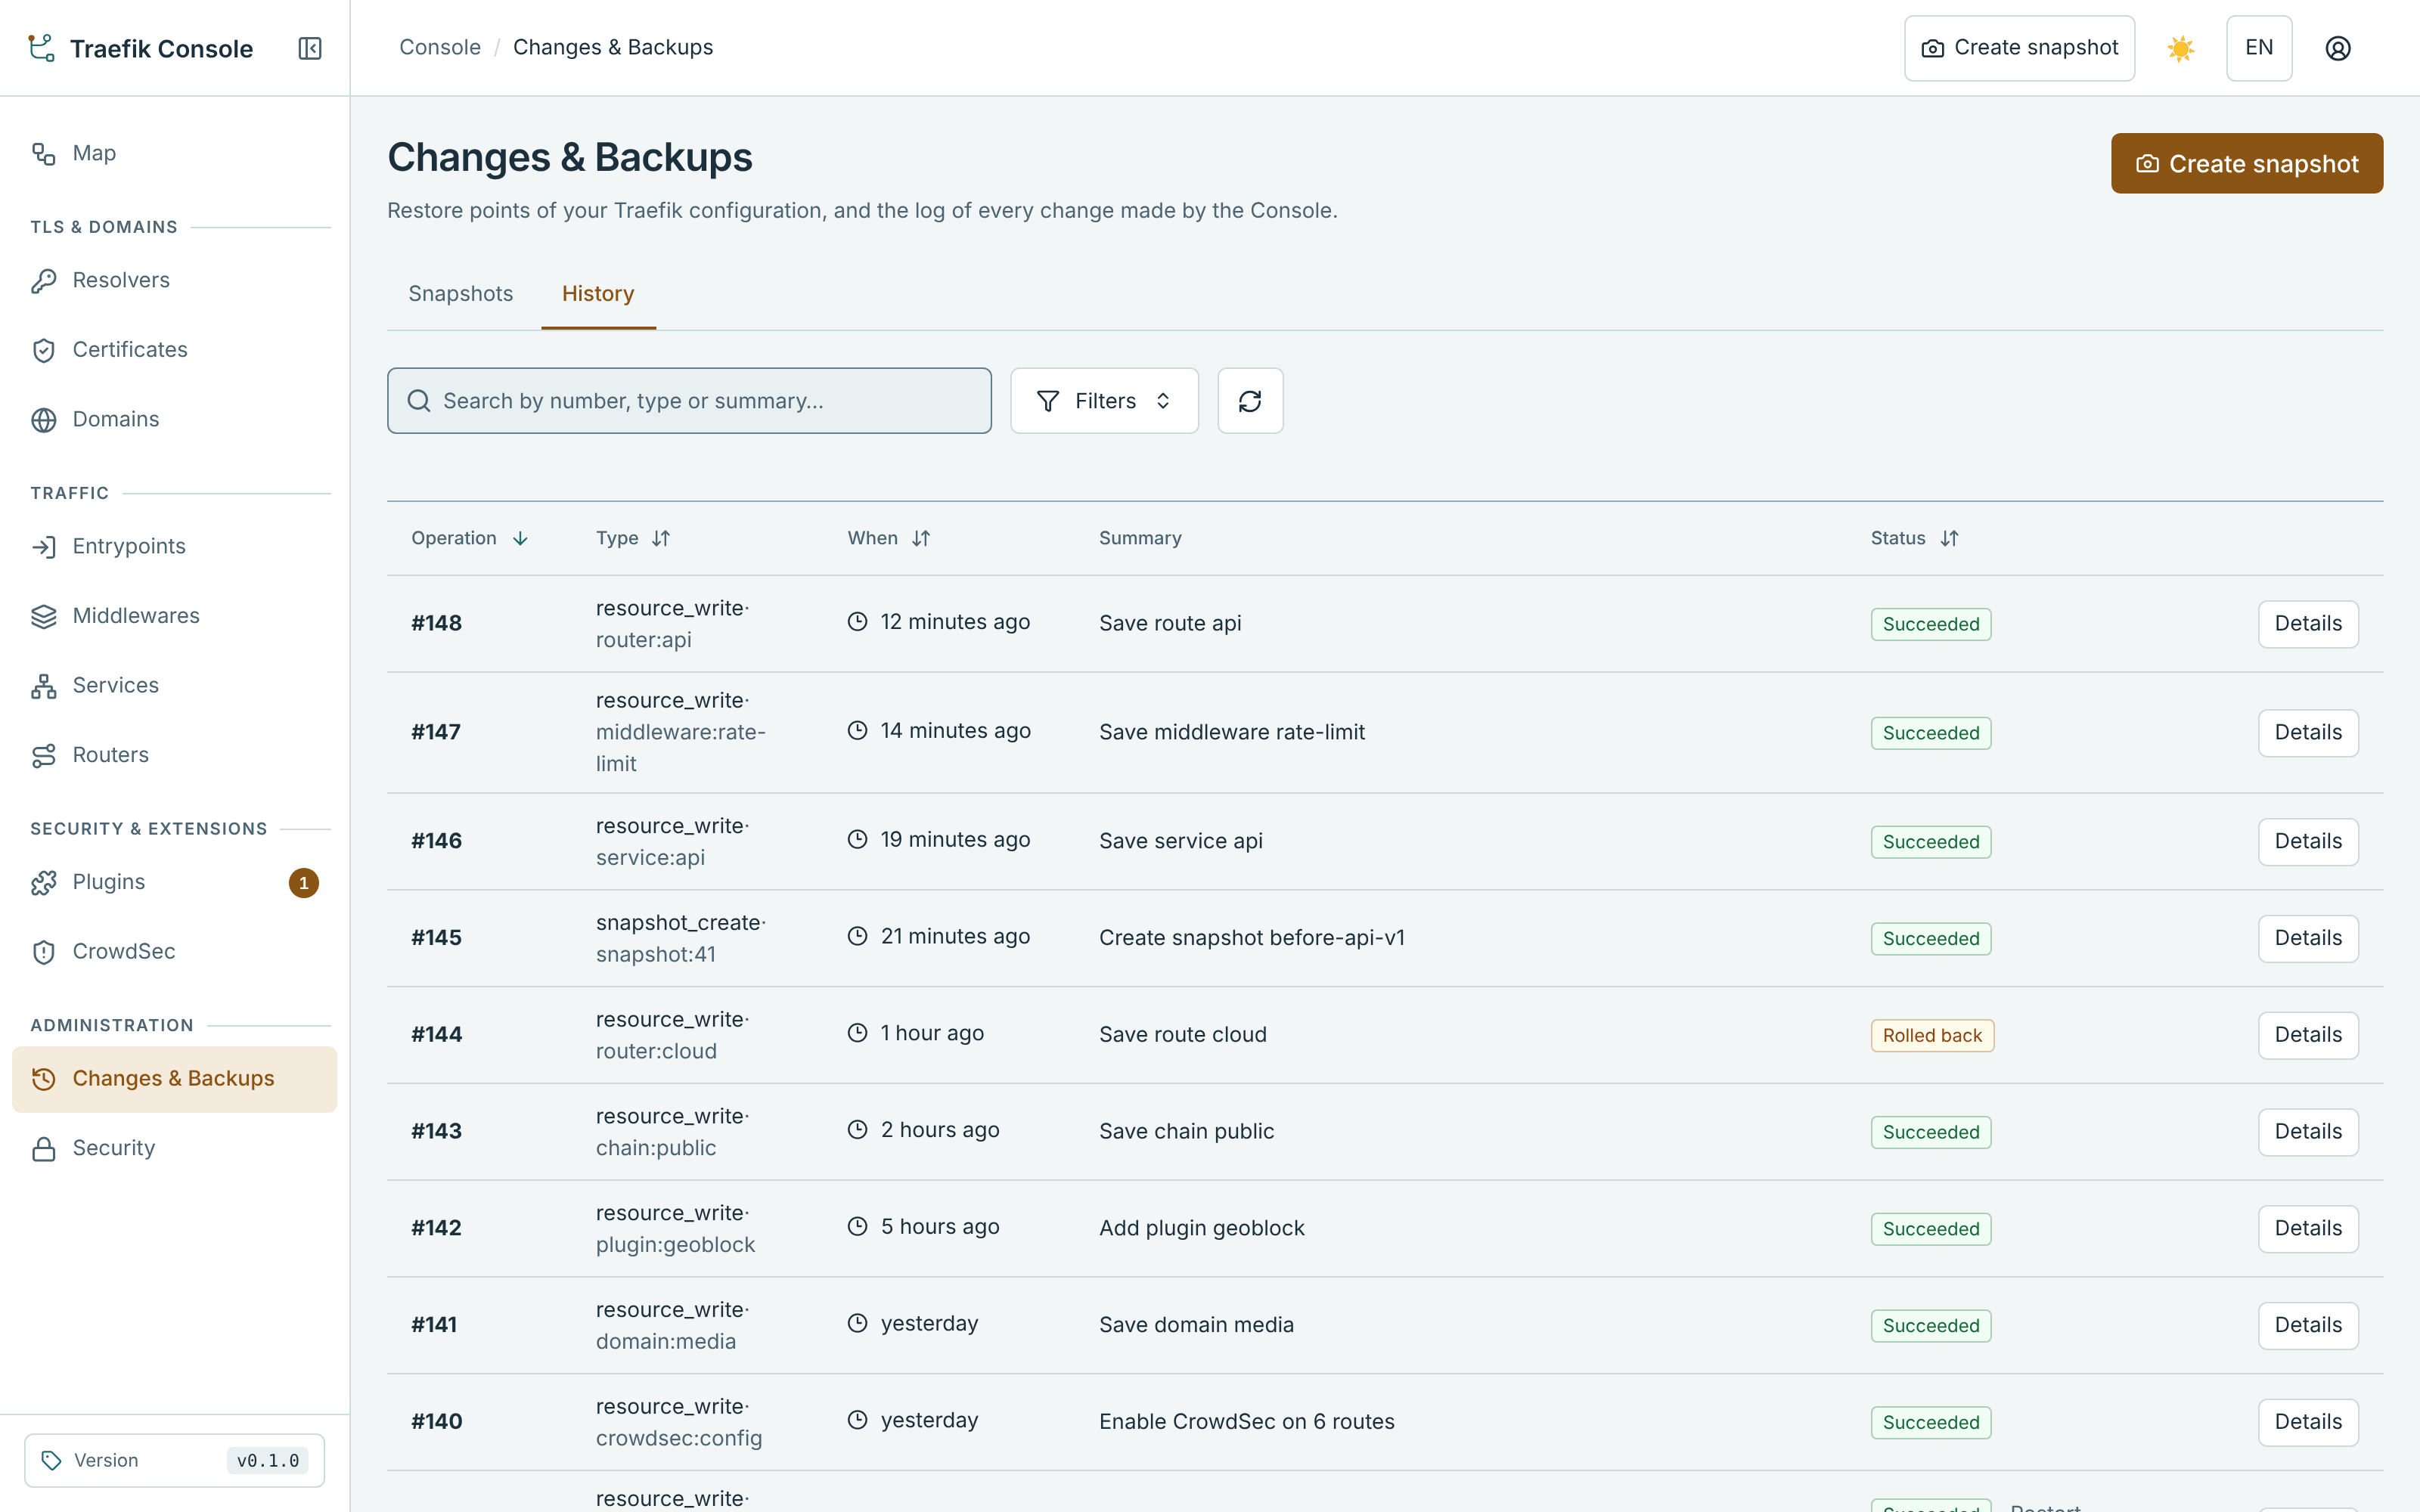 Traefik Console
Console / Changes & Backups
Create snapshot
EN
Map
TLS & DOMAINS
Resolvers
Certificates
Domains
TRAFFIC
Entrypoints
Middlewares
Services
Routers
SECURITY & EXTENSIONS
Plugins 1
CrowdSec
ADMINISTRATION
Changes & Backups
Security
Version v0.1.0
Changes & Backups
Create snapshot
Restore points of your Traefik configuration, and the log of every change made by the Console.
Snapshots History
Search by number, type or summary...
Filters
Operation Type When Summary Status
#148 resource_write· 12 minutes ago Save route api Succeeded Details
router:api
#147 resource_write· 14 minutes ago Save middleware rate-limit Succeeded Details
middleware:rate-
limit
#146 resource_write· 19 minutes ago Save service api Succeeded Details
service:api
#145 snapshot_create· 21 minutes ago Create snapshot before-api-v1 Succeeded Details
snapshot:41
#144 resource_write· 1 hour ago Save route cloud Rolled back Details
router:cloud
#143 resource_write· 2 hours ago Save chain public Succeeded Details
chain:public
#142 resource_write· 5 hours ago Add plugin geoblock Succeeded Details
plugin:geoblock
#141 resource_write· yesterday Save domain media Succeeded Details
domain:media
#140 resource_write· yesterday Enable CrowdSec on 6 routes Succeeded Details
crowdsec:config
resource_write·